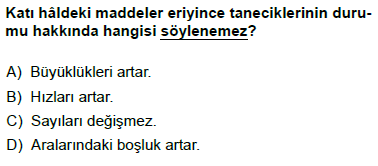 Katı hâldeki maddeler eriyince taneciklerinin duru-
mu hakkında hangisi söylenemez?
A) Büyüklükleri artar.
B) Hızları artar.
C) Sayıları değişmez.
D) Aralarındaki boşluk artar.